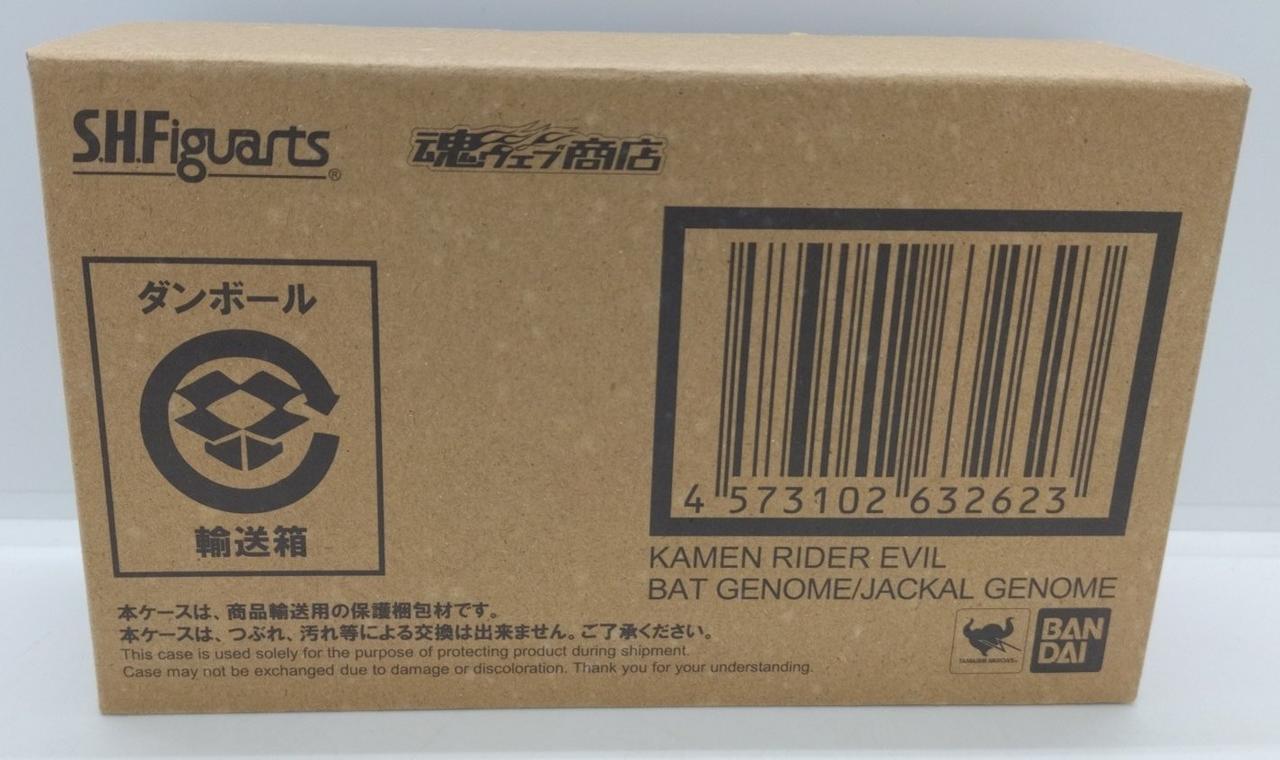 S.H.Figuarts®
魂ウェブ商店
ダンボール
輸送箱
4 573102 632623
KAMEN RIDER EVIL
BAT GENOME/JACKAL GENOME
本ケースは、商品輸送用の保護梱包材です。
本ケースは、つぶれ、汚れ等による交換は出来ません。ご了承ください。
This case is used solely for the purpose of protecting product during shipment.
Case may not be exchanged due to damage or discoloration. Thank you for your understanding.
TAMASHII NATIONS
BAN
DAI